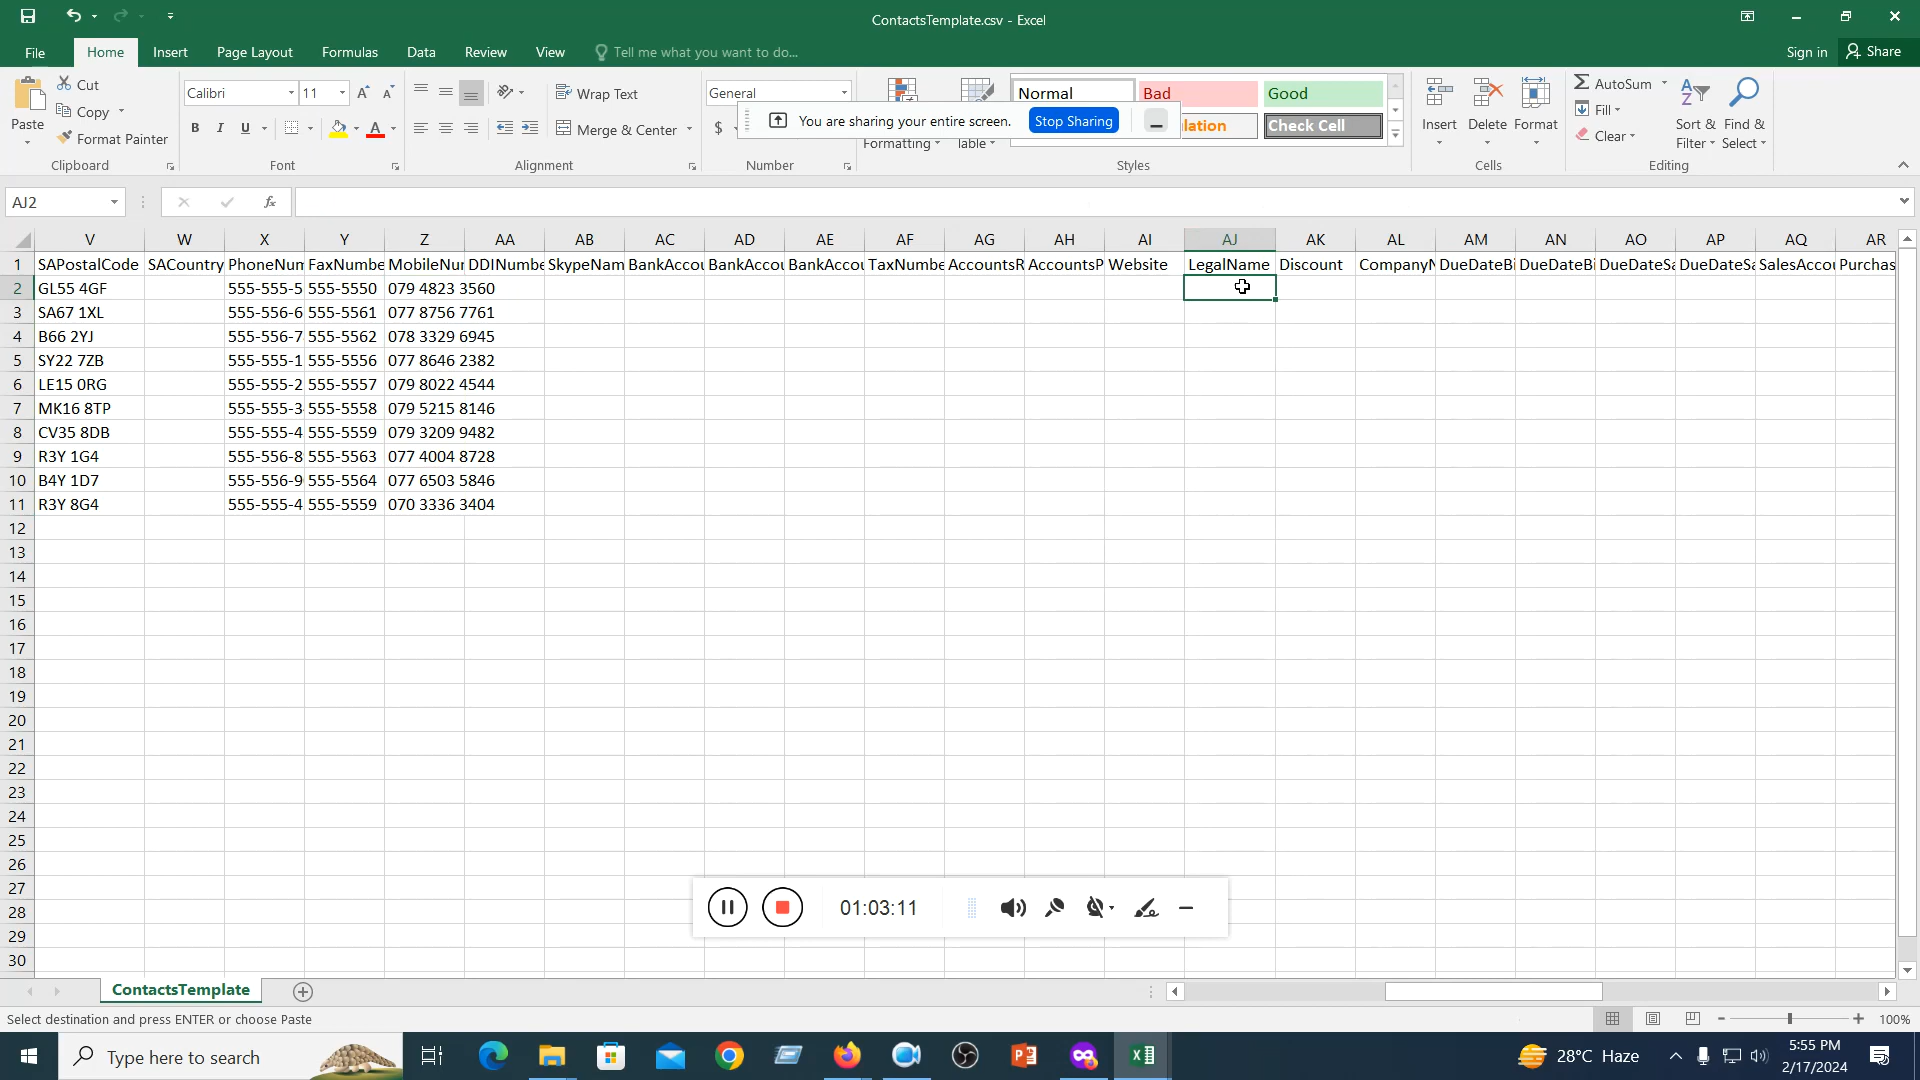 ContactsTemplate.csv - Excel
File Home Insert Page Layout Formulas Data Review View Tell me what you want to do... Sign in Share
Paste Cut Calibri 11 Wrap Text General Normal Bad Good AutoSum Insert Delete Format Sort & Filter Find & Select
Copy You are sharing your entire screen. Stop Sharing Check Cell Fill
Format Painter B I U A Merge & Center $ Formatting Table Clear
Clipboard Font Alignment Number Styles Cells Editing
AJ2 fx
V W X Y Z AA AB AC AD AE AF AG AH AI AJ AK AL AM AN AO AP AQ AR
1 SAPostalCode SACountry PhoneNum FaxNumbe MobileNu DDINumbe SkypeNam BankAccou BankAccou BankAccou TaxNumbe AccountsR AccountsP Website LegalName Discount CompanyN DueDateBi DueDateBi DueDateSa DueDateSa SalesAccou Purchas
2 GL55 4GF 555-555-5 555-5550 079 4823 3560
3 SA67 1XL 555-556-6 555-5561 077 8756 7761
4 B66 2YJ 555-556-7 555-5562 078 3329 6945
5 SY22 7ZB 555-555-1 555-5556 077 8646 2382
6 LE15 0RG 555-555-2 555-5557 079 8022 4544
7 MK16 8TP 555-555-3 555-5558 079 5215 8146
8 CV35 8DB 555-555-4 555-5559 079 3209 9482
9 R3Y 1G4 555-556-8 555-5563 077 4004 8728
10 B4Y 1D7 555-556-9 555-5564 077 6503 5846
11 R3Y 8G4 555-555-4 555-5559 070 3336 3404
12
13
14
15
16
17
18
19
20
21
22
23
24
25
26
27
28
29
30
01:03:11
ContactsTemplate
Select destination and press ENTER or choose Paste 100%
Type here to search 28°C Haze 5:55 PM
2/17/2024